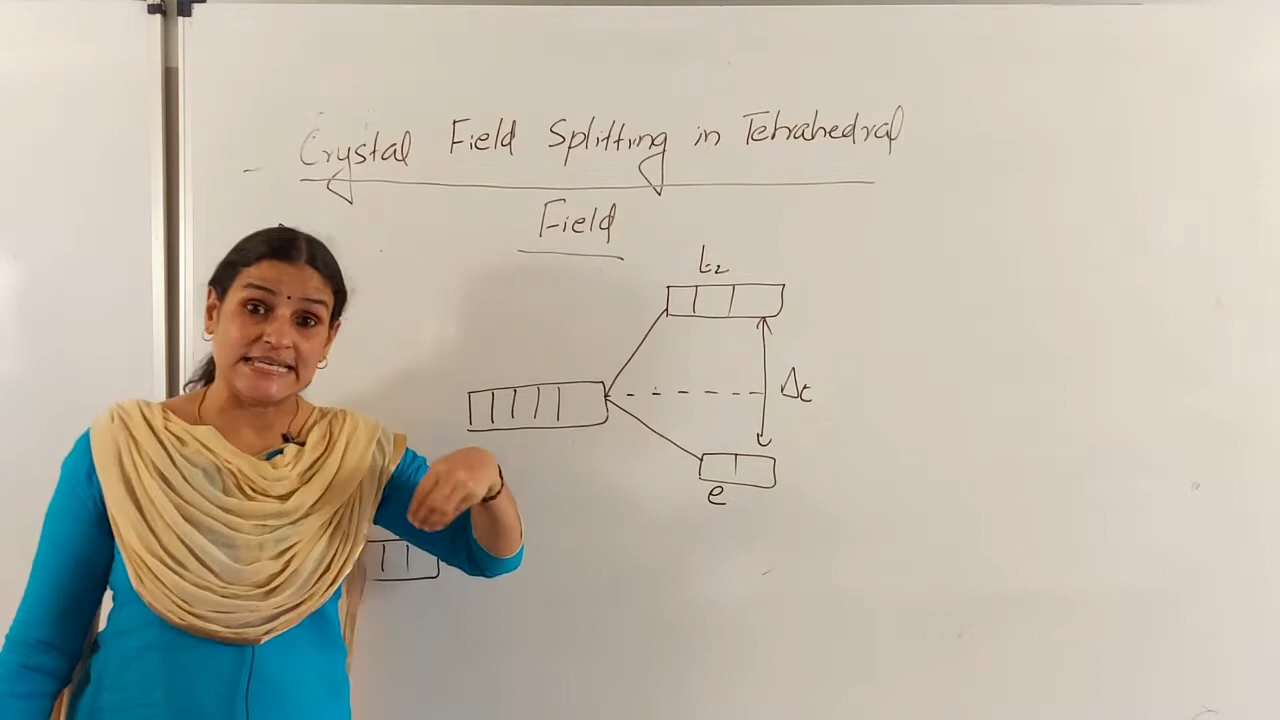 Crystal Field Splitting in Tetrahedral
Field
t₂
Δt
e